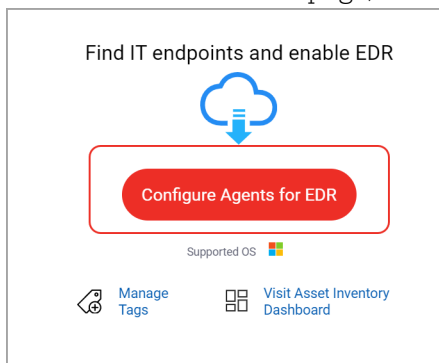 Find IT endpoints and enable EDR
Configure Agents for EDR
Supported OS
Manage
Tags
Visit Asset Inventory
Dashboard